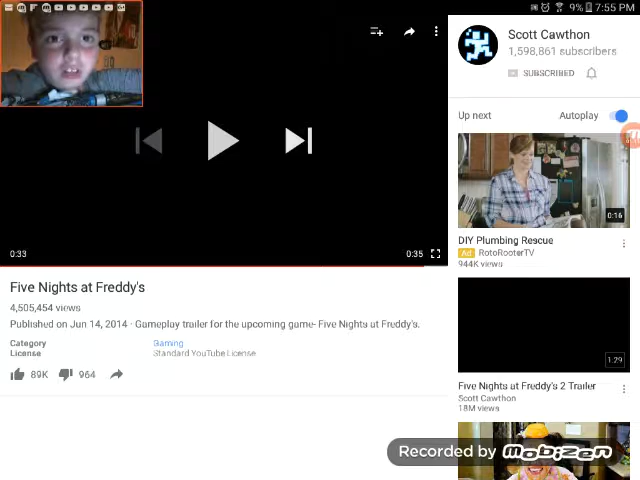 9% 7:55 PM
Scott Cawthon
1,598,861 subscribers
SUBSCRIBED
Up next Autoplay
0:16
DIY Plumbing Rescue
Ad RotoRooterTV
944K views
0:33 0:35
Five Nights at Freddy's
4,505,454 views
Published on Jun 14, 2014 · Gameplay trailer for the upcoming game- Five Nights at Freddy's.
Category Gaming
License Standard YouTube License
89K 964
1:29
Five Nights at Freddy's 2 Trailer
Scott Cawthon
18M views
Recorded by MOBIZEN